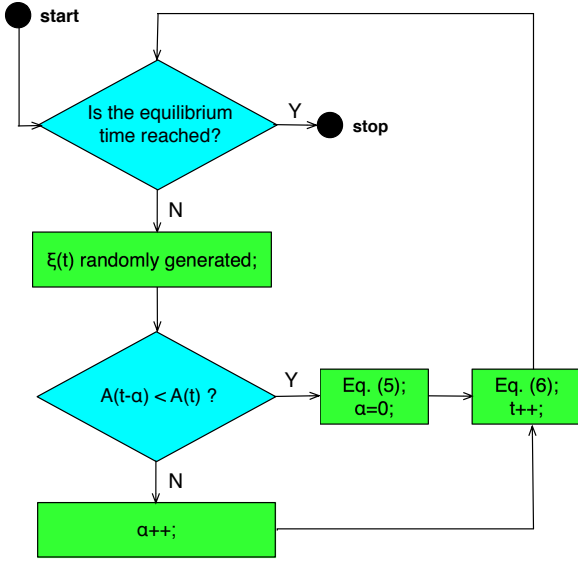 start
Is the equilibrium
time reached?
Y
stop
N
ξ(t) randomly generated;
A(t-α) < A(t) ?
Y
Eq. (5);
α=0;
Eq. (6);
t++;
N
α++;